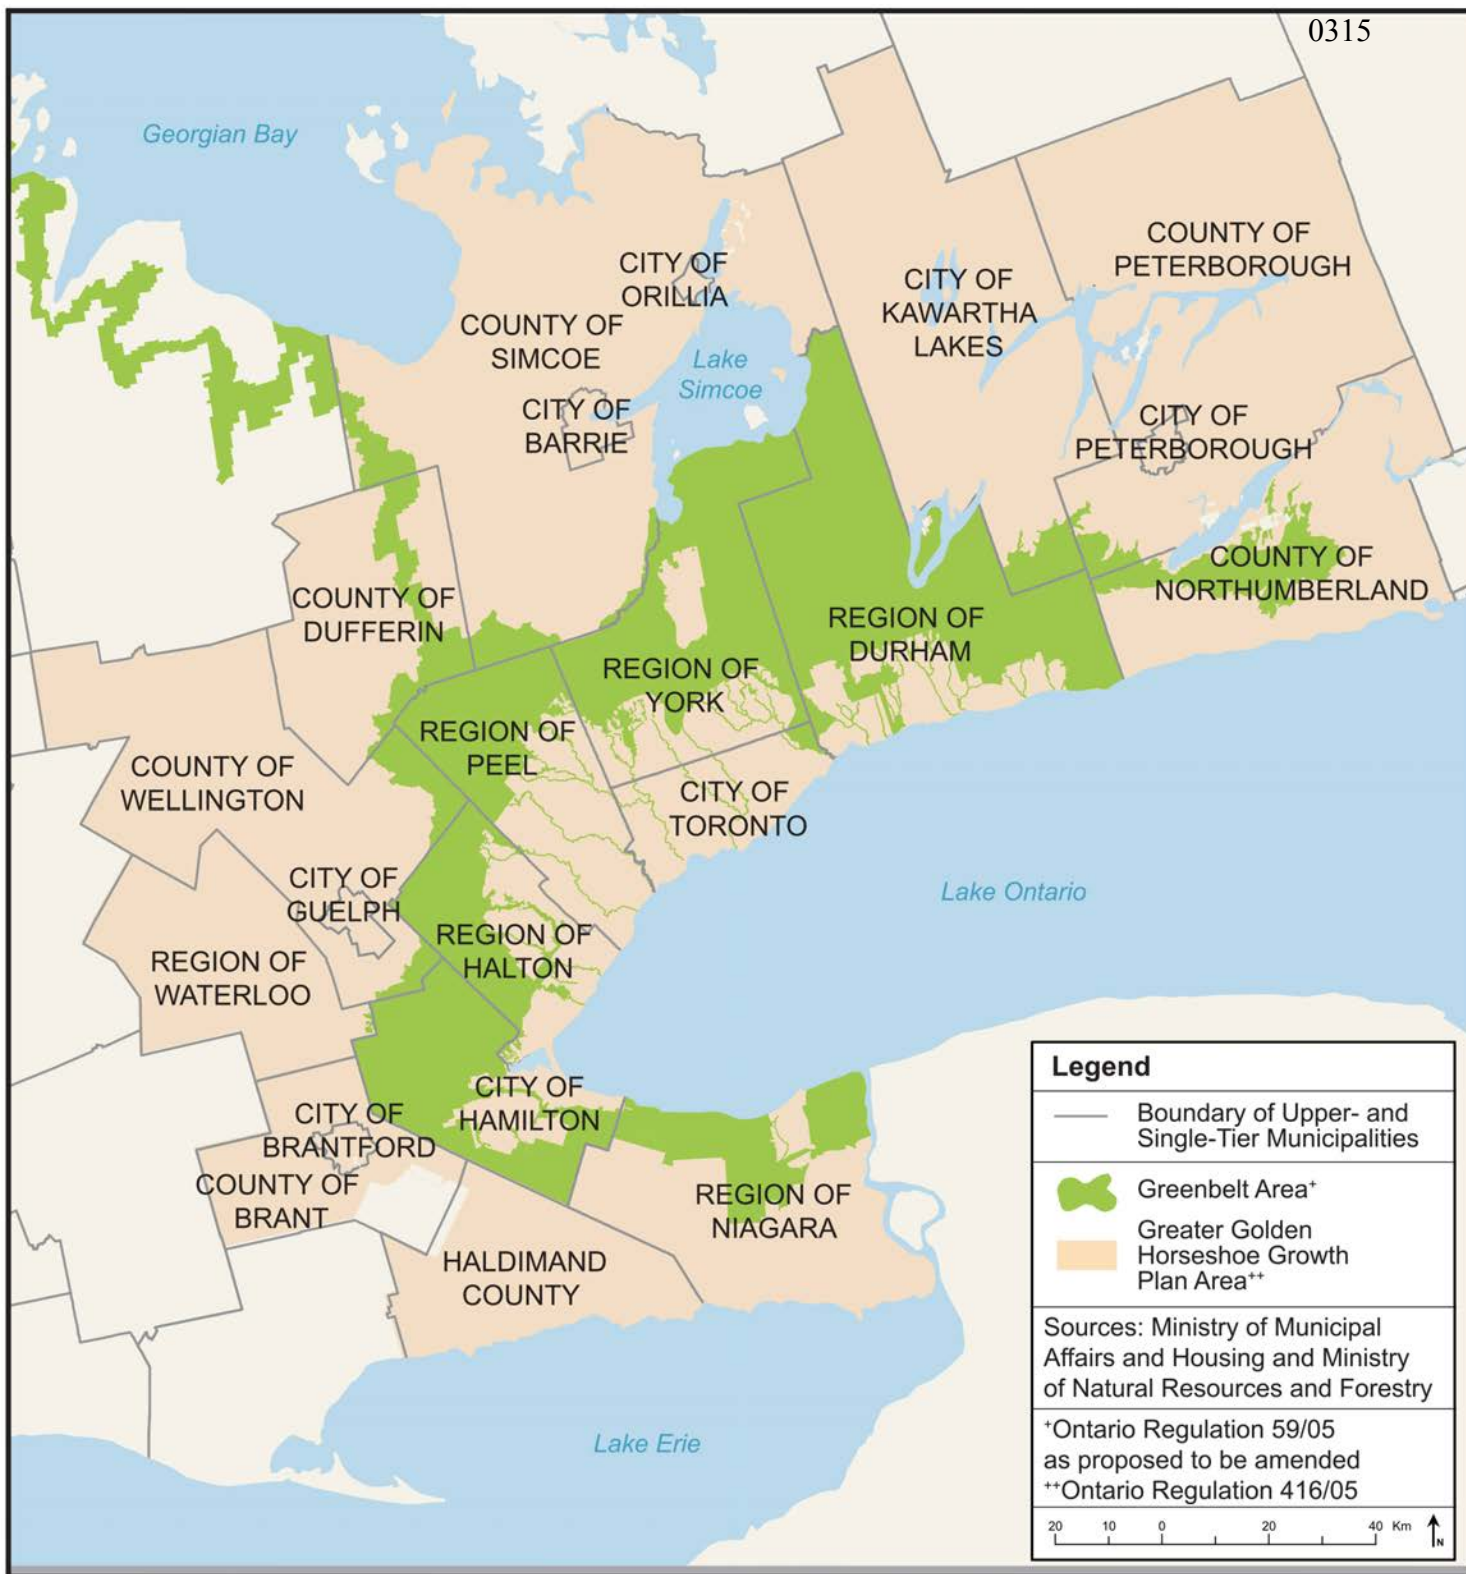 0315
Georgian Bay
COUNTY OF
PETERBOROUGH
CITY OF
ORILLIA
CITY OF
KAWARTHA
LAKES
COUNTY OF
SIMCOE
Lake
Simcoe
CITY OF
BARRIE
CITY OF
PETERBOROUGH
COUNTY OF
NORTHUMBERLAND
COUNTY OF
DUFFERIN
REGION OF
DURHAM
REGION OF
YORK
REGION OF
PEEL
COUNTY OF
WELLINGTON
CITY OF
TORONTO
CITY OF
GUELPH
Lake Ontario
REGION OF
HALTON
REGION OF
WATERLOO
CITY OF
HAMILTON
CITY OF
BRANTFORD
COUNTY OF
BRANT
REGION OF
NIAGARA
HALDIMAND
COUNTY
Lake Erie
Legend
Boundary of Upper- and
Single-Tier Municipalities
Greenbelt Area+
Greater Golden
Horseshoe Growth
Plan Area++
Sources: Ministry of Municipal
Affairs and Housing and Ministry
of Natural Resources and Forestry
+Ontario Regulation 59/05
as proposed to be amended
++Ontario Regulation 416/05
20 10 0 20 40 Km
N